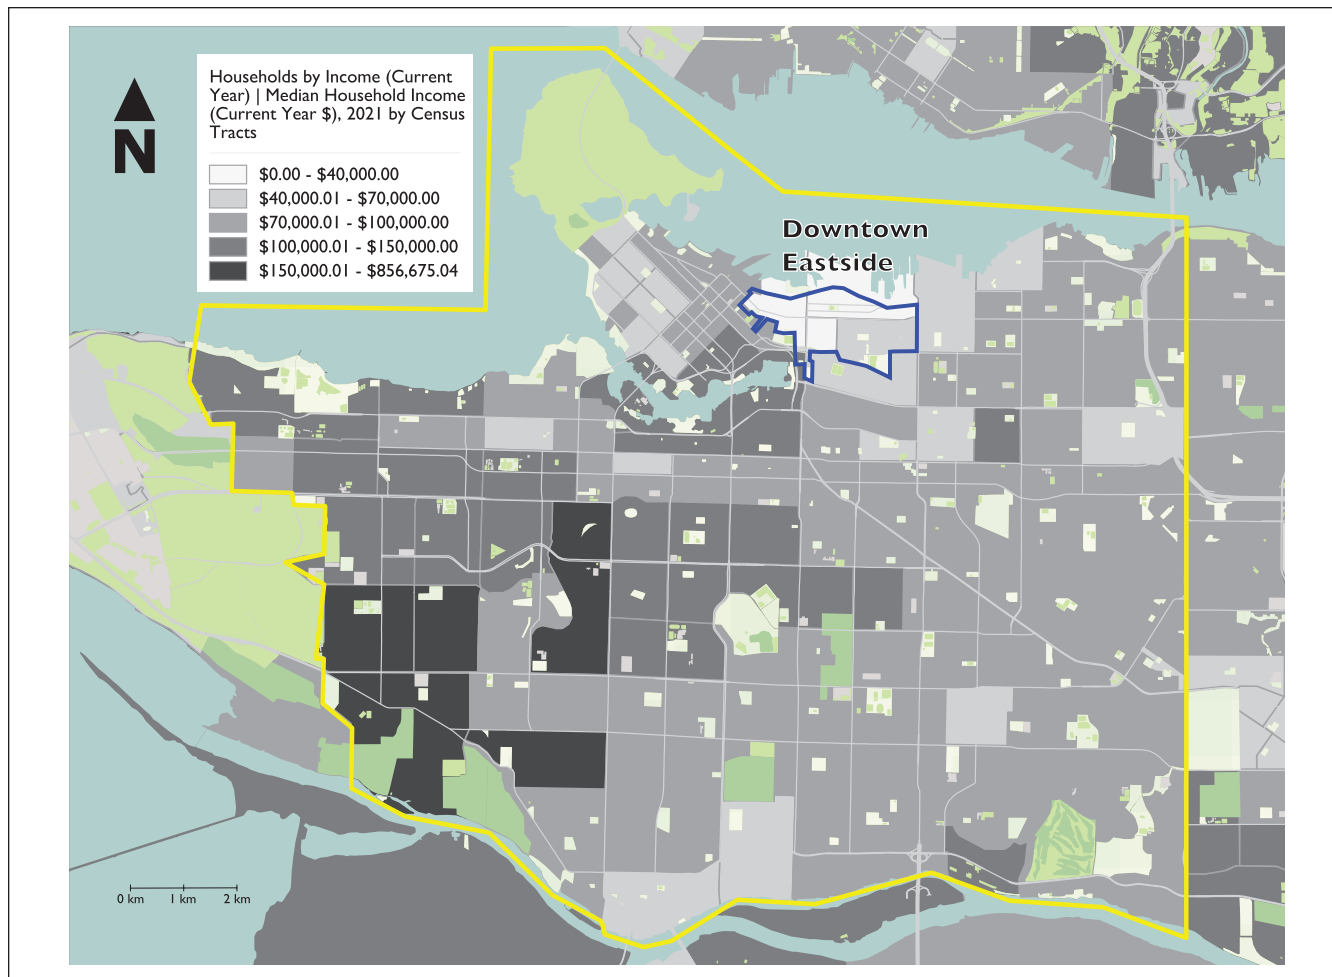 Households by Income (Current
Year) | Median Household Income
(Current Year $), 2021 by Census
Tracts
N
$0.00 - $40,000.00
$40,000.01 - $70,000.00
$70,000.01 - $100,000.00
$100,000.01 - $150,000.00
$150,000.01 - $856,675.04
Downtown
Eastside
0 km 1 km 2 km